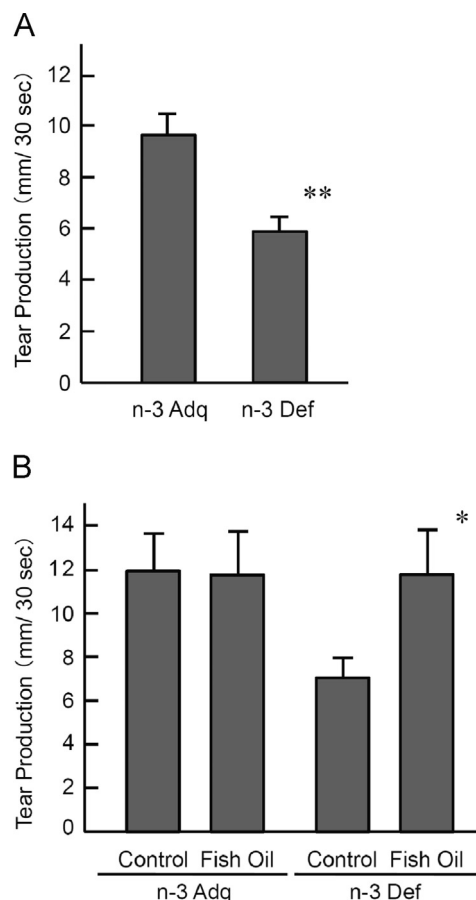 A
Tear Production (mm/ 30 sec)
12
10
8
6
4
2
0
**
n-3 Adq n-3 Def
B
Tear Production (mm/ 30 sec)
14
12
10
8
6
4
2
0
*
Control Fish Oil Control Fish Oil
n-3 Adq n-3 Def